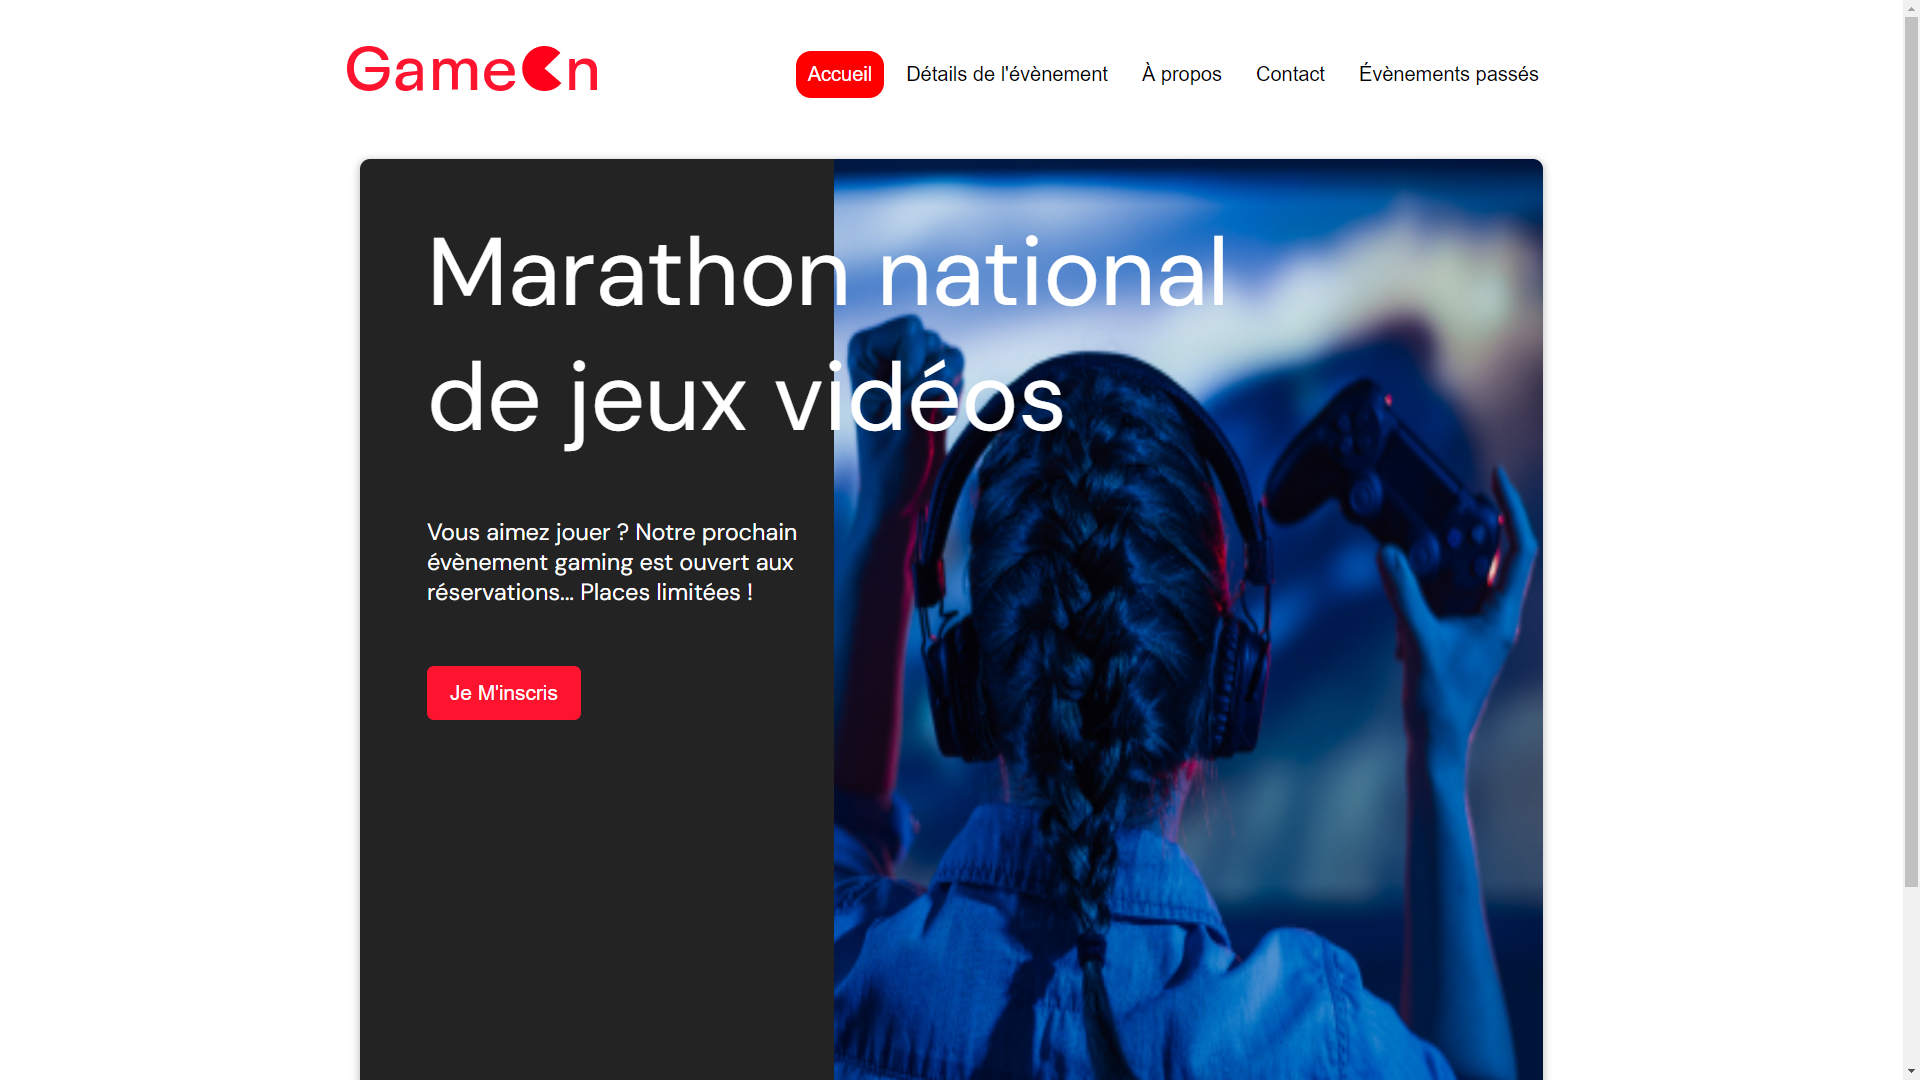 GameOn
Accueil Détails de l'évènement À propos Contact Évènements passés
Marathon national
de jeux vidéos
Vous aimez jouer ? Notre prochain
évènement gaming est ouvert aux
réservations... Places limitées !
Je M'inscris